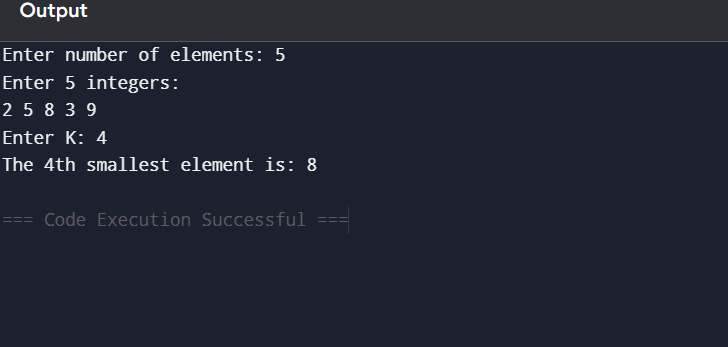 Output
Enter number of elements: 5
Enter 5 integers:
2 5 8 3 9
Enter K: 4
The 4th smallest element is: 8
=== Code Execution Successful ===